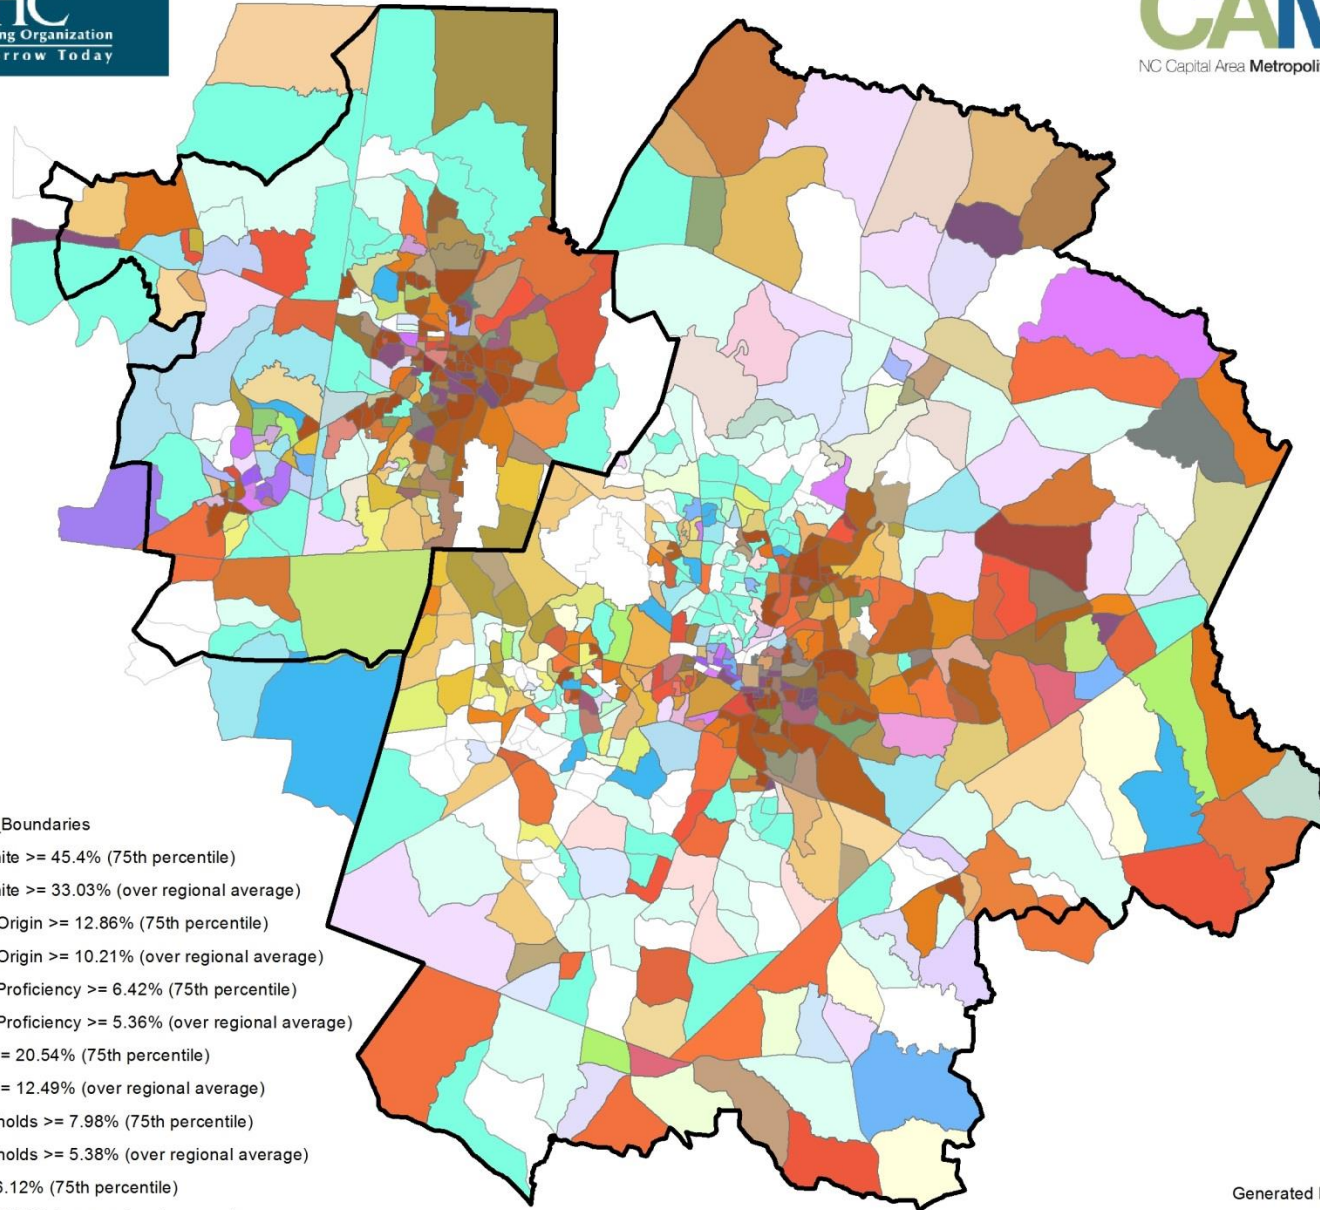 ing Organization
rrow Today
NC Capital Area Metropoli
Boundaries
ite >= 45.4% (75th percentile)
ite >= 33.03% (over regional average)
Origin >= 12.86% (75th percentile)
Origin >= 10.21% (over regional average)
Proficiency >= 6.42% (75th percentile)
Proficiency >= 5.36% (over regional average)
= 20.54% (75th percentile)
= 12.49% (over regional average)
holds >= 7.98% (75th percentile)
holds >= 5.38% (over regional average)
6.12% (75th percentile)
Generated